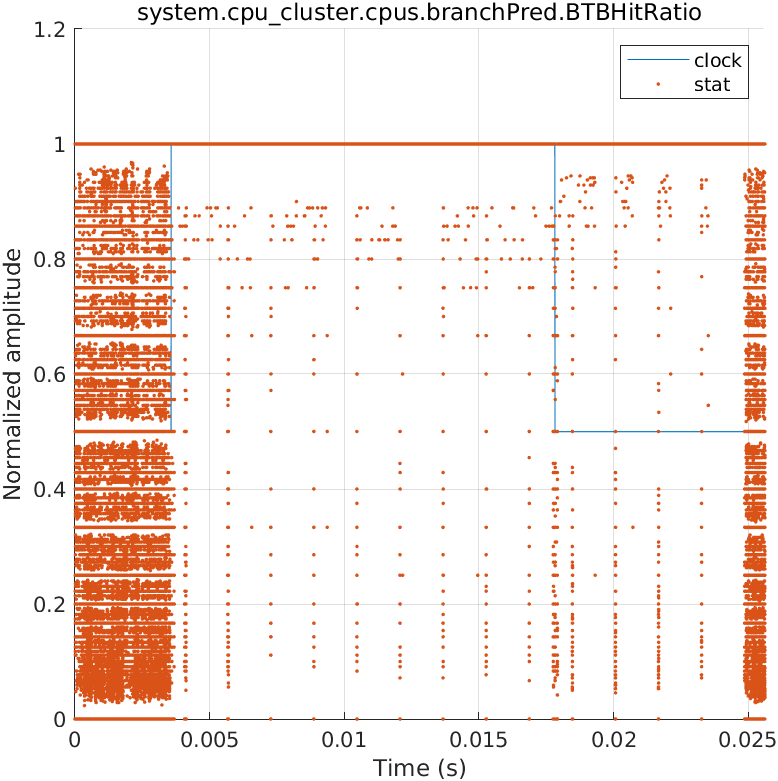 system.cpu_cluster.cpus.branchPred.BTBHitRatio
1.2
1
0.8
0.6
0.4
0.2
0
Normalized amplitude
clock
stat
0
0.005
0.01
0.015
0.02
0.025
Time (s)